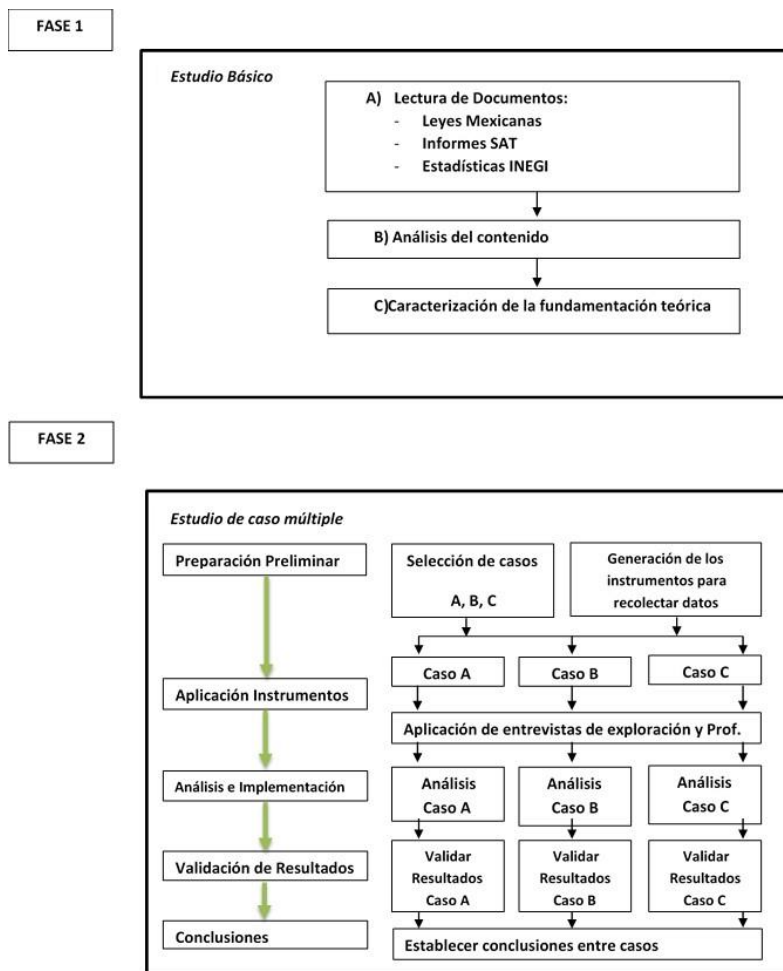 FASE 1
Estudio Básico
A) Lectura de Documentos:
- Leyes Mexicanas
- Informes SAT
- Estadísticas INEGI
B) Análisis del contenido
C)Caracterización de la fundamentación teórica
FASE 2
Estudio de caso múltiple
Preparación Preliminar
Aplicación Instrumentos
Análisis e Implementación
Validación de Resultados
Conclusiones
Selección de casos
A, B, C
Generación de los
instrumentos para
recolectar datos
Caso A
Caso B
Caso C
Aplicación de entrevistas de exploración y Prof.
Análisis
Caso A
Análisis
Caso B
Análisis
Caso C
Validar
Resultados
Caso A
Validar
Resultados
Caso B
Validar
Resultados
Caso C
Establecer conclusiones entre casos